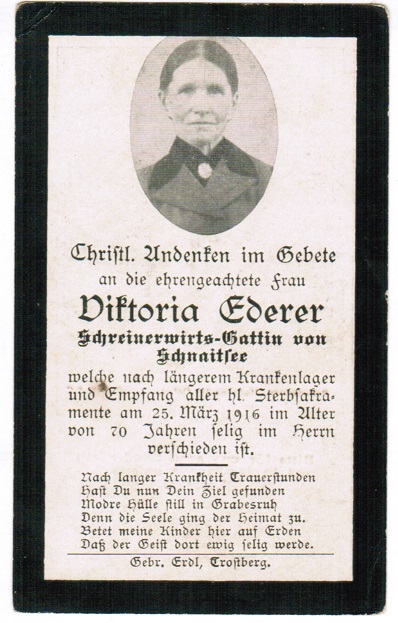 Christl. Andenken im Gebete
an die ehrengeachtete Frau
Viktoria Ederer
Schreinerwirts-Gattin von
Schnaitsee
welche nach längerem Krankenlager
und Empfang aller hl. Sterbsakra-
mente am 25. März 1916 im Alter
von 70 Jahren selig im Herrn
verschieden ist.
Nach langer Krankheit Trauerstunden
Hast Du nun Dein Ziel gefunden
Modre Hülle still in Grabesruh
Denn die Seele ging der Heimat zu.
Betet meine Kinder hier auf Erden
Daß der Geist dort ewig selig werde.
Gebr. Erdl, Trostberg.